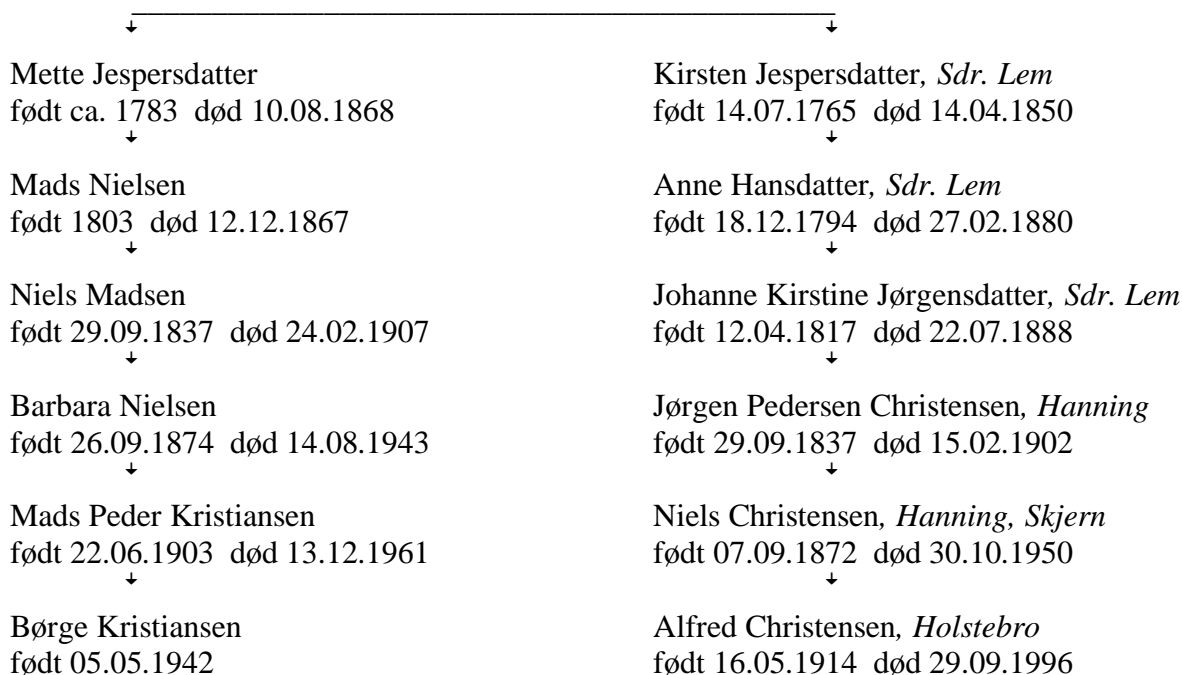 Mette Jespersdatter
født ca. 1783 død 10.08.1868
Mads Nielsen
født 1803 død 12.12.1867
Niels Madsen
født 29.09.1837 død 24.02.1907
Barbara Nielsen
født 26.09.1874 død 14.08.1943
Mads Peder Kristiansen
født 22.06.1903 død 13.12.1961
Børge Kristiansen
født 05.05.1942
Kirsten Jespersdatter, Sdr. Lem
født 14.07.1765 død 14.04.1850
Anne Hansdatter, Sdr. Lem
født 18.12.1794 død 27.02.1880
Johanne Kirstine Jørgensdatter, Sdr. Lem
født 12.04.1817 død 22.07.1888
Jørgen Pedersen Christensen, Hanning
født 29.09.1837 død 15.02.1902
Niels Christensen, Hanning, Skjern
født 07.09.1872 død 30.10.1950
Alfred Christensen, Holstebro
født 16.05.1914 død 29.09.1996